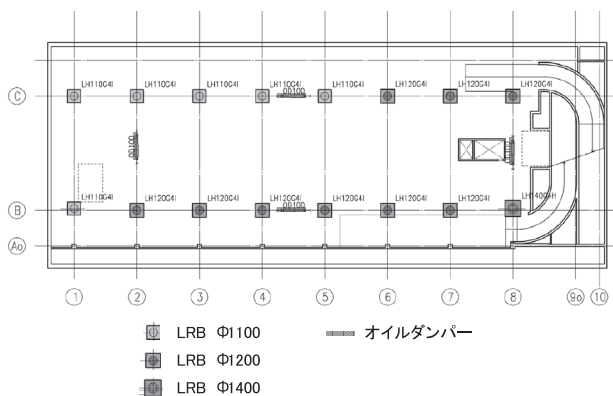 LH110G4I LH110G4I LH110G4I LH110G4I LH110G4I LH120G4I LH120G4I LH120G4I
OD100
C
OD100 OD100
LH110G4I LH120G4I LH120G4I LH120G4I LH120G4I LH120G4I LH120G4I LH140G4H
OD100
B
Ao
1 2 3 4 5 6 7 8 9o 10
LRB Φ1100 オイルダンパー
LRB Φ1200
LRB Φ1400